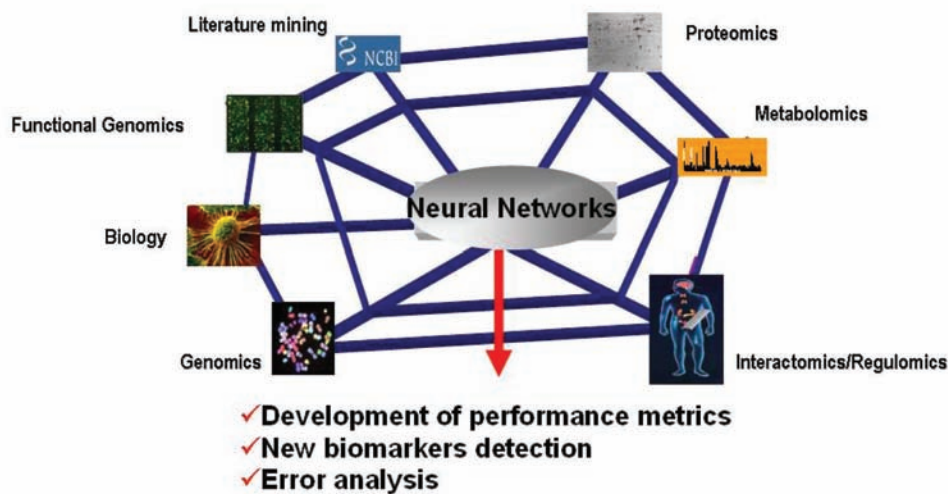 Literature mining
NCBI
Proteomics
Functional Genomics
Metabolomics
Neural Networks
Biology
Genomics
Interactomics/Regulomics
✓Development of performance metrics
✓New biomarkers detection
✓Error analysis